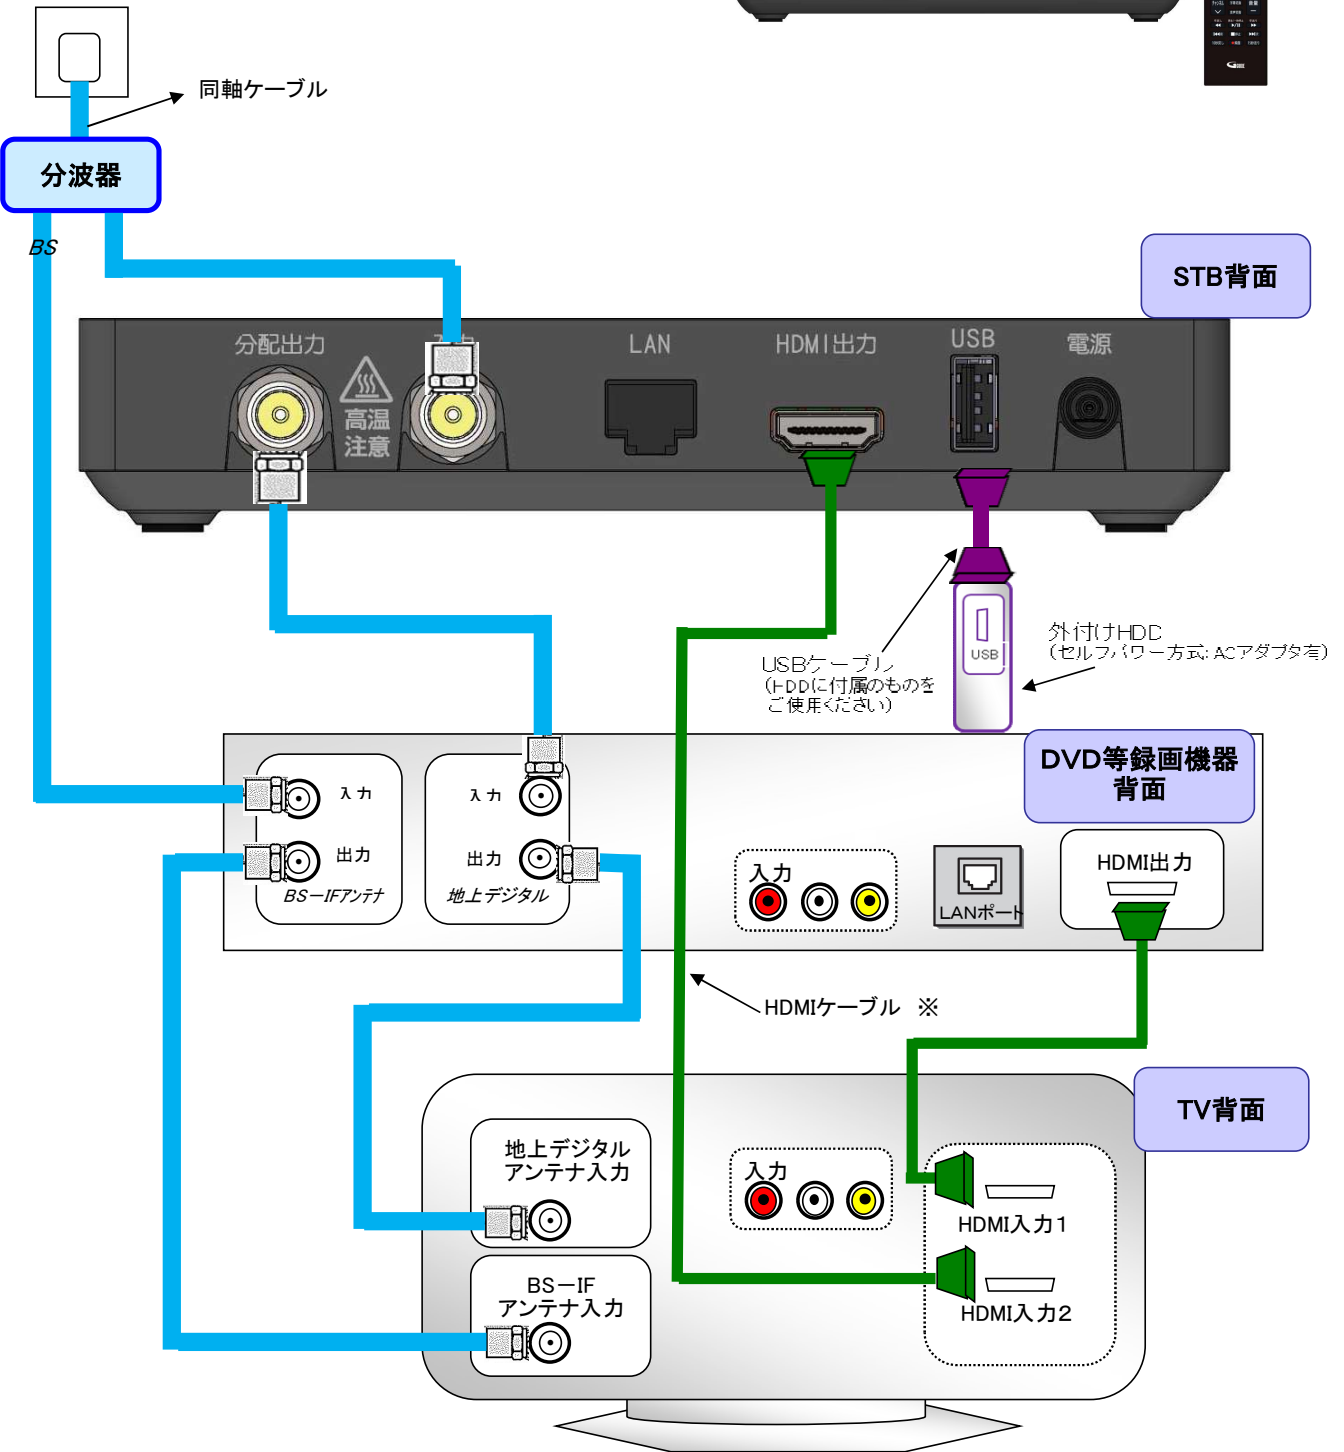 同軸ケーブル
分波器
BS
STB背面
分配出力
LAN
HDMI出力
USB
電源
高温
注意
外付けHDD
(セルフパワー方式:ACアダプタ有)
USB
USBケーブル
(HDDに付属のものを
ご使用ください)
DVD等録画機器
背面
入力
出力
BS-IFアンテナ
入力
出力
地上デジタル
入力
LANポート
HDMI出力
HDMIケーブル ※
TV背面
地上デジタル
アンテナ入力
入力
HDMI入力1
BS-IF
アンテナ入力
HDMI入力2